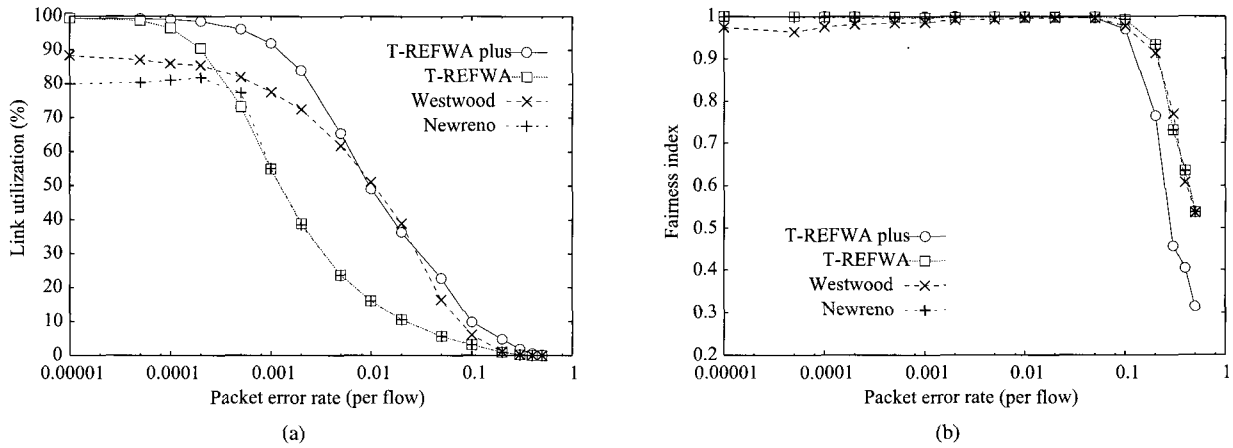 100
90
80
70
60
50
40
30
20
10
0
Link utilization (%)
T-REFWA plus
T-REFWA
Westwood
Newreno
0.00001
0.0001
0.001
0.01
0.1
1
Packet error rate (per flow)
(a)
1
0.9
0.8
0.7
0.6
0.5
0.4
0.3
0.2
Fairness index
T-REFWA plus
T-REFWA
Westwood
Newreno
0.00001
0.0001
0.001
0.01
0.1
1
Packet error rate (per flow)
(b)